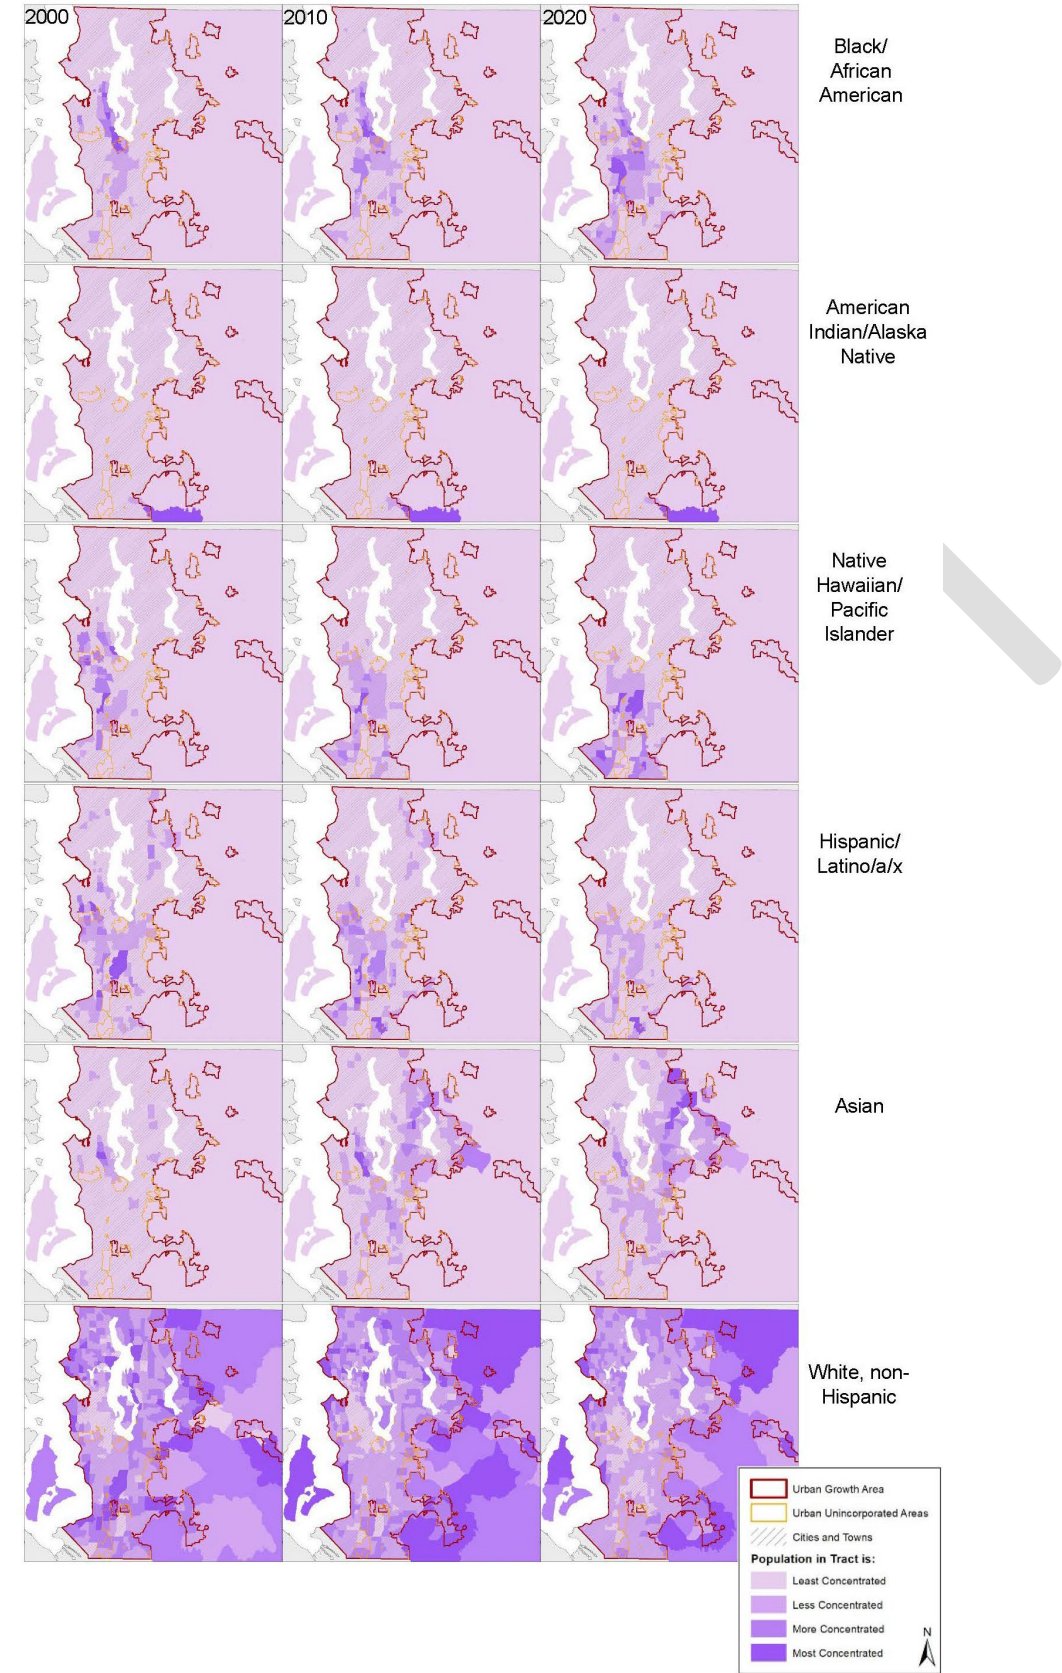 2000
2010
2020
Black/
African
American
American
Indian/Alaska
Native
Native
Hawaiian/
Pacific
Islander
Hispanic/
Latino/a/x
Asian
White, non-
Hispanic
Urban Growth Area
Urban Unincorporated Areas
Cities and Towns
Population in Tract is:
Least Concentrated
Less Concentrated
More Concentrated
Most Concentrated
N